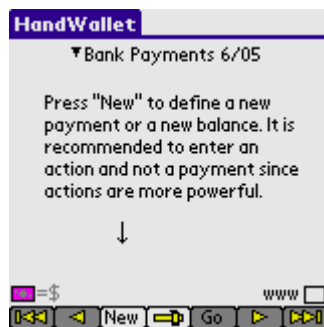 HandWallet
▼Bank Payments 6/05
Press "New" to define a new
payment or a new balance. It is
recommended to enter an
action and not a payment since
actions are more powerful.
↓
=$ www
New Go